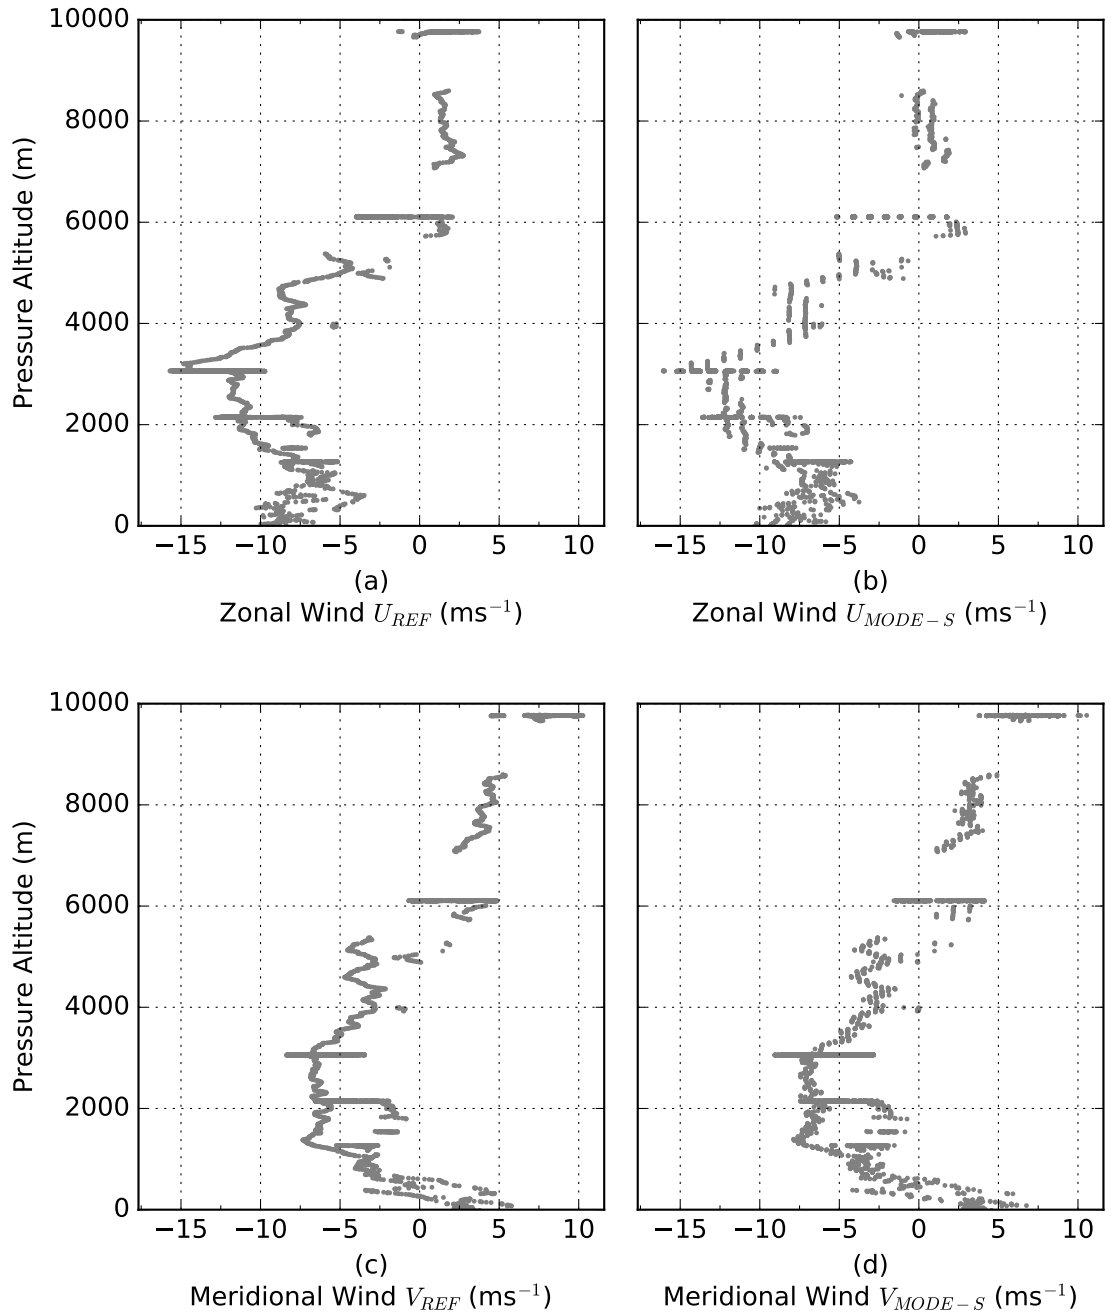 10000
8000
6000
4000
2000
0
Pressure Altitude (m)
−15 −10 −5 0 5 10
(a)
Zonal Wind U_REF (ms⁻¹)
−15 −10 −5 0 5 10
(b)
Zonal Wind U_MODE−S (ms⁻¹)
10000
8000
6000
4000
2000
0
Pressure Altitude (m)
−15 −10 −5 0 5 10
(c)
Meridional Wind V_REF (ms⁻¹)
−15 −10 −5 0 5 10
(d)
Meridional Wind V_MODE−S (ms⁻¹)